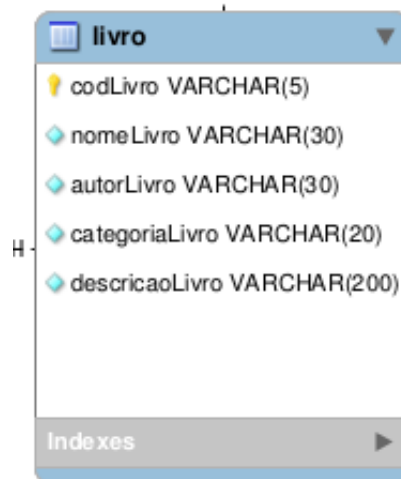 livro
codLivro VARCHAR(5)
nomeLivro VARCHAR(30)
autorLivro VARCHAR(30)
categoriaLivro VARCHAR(20)
descricaoLivro VARCHAR(200)
Indexes